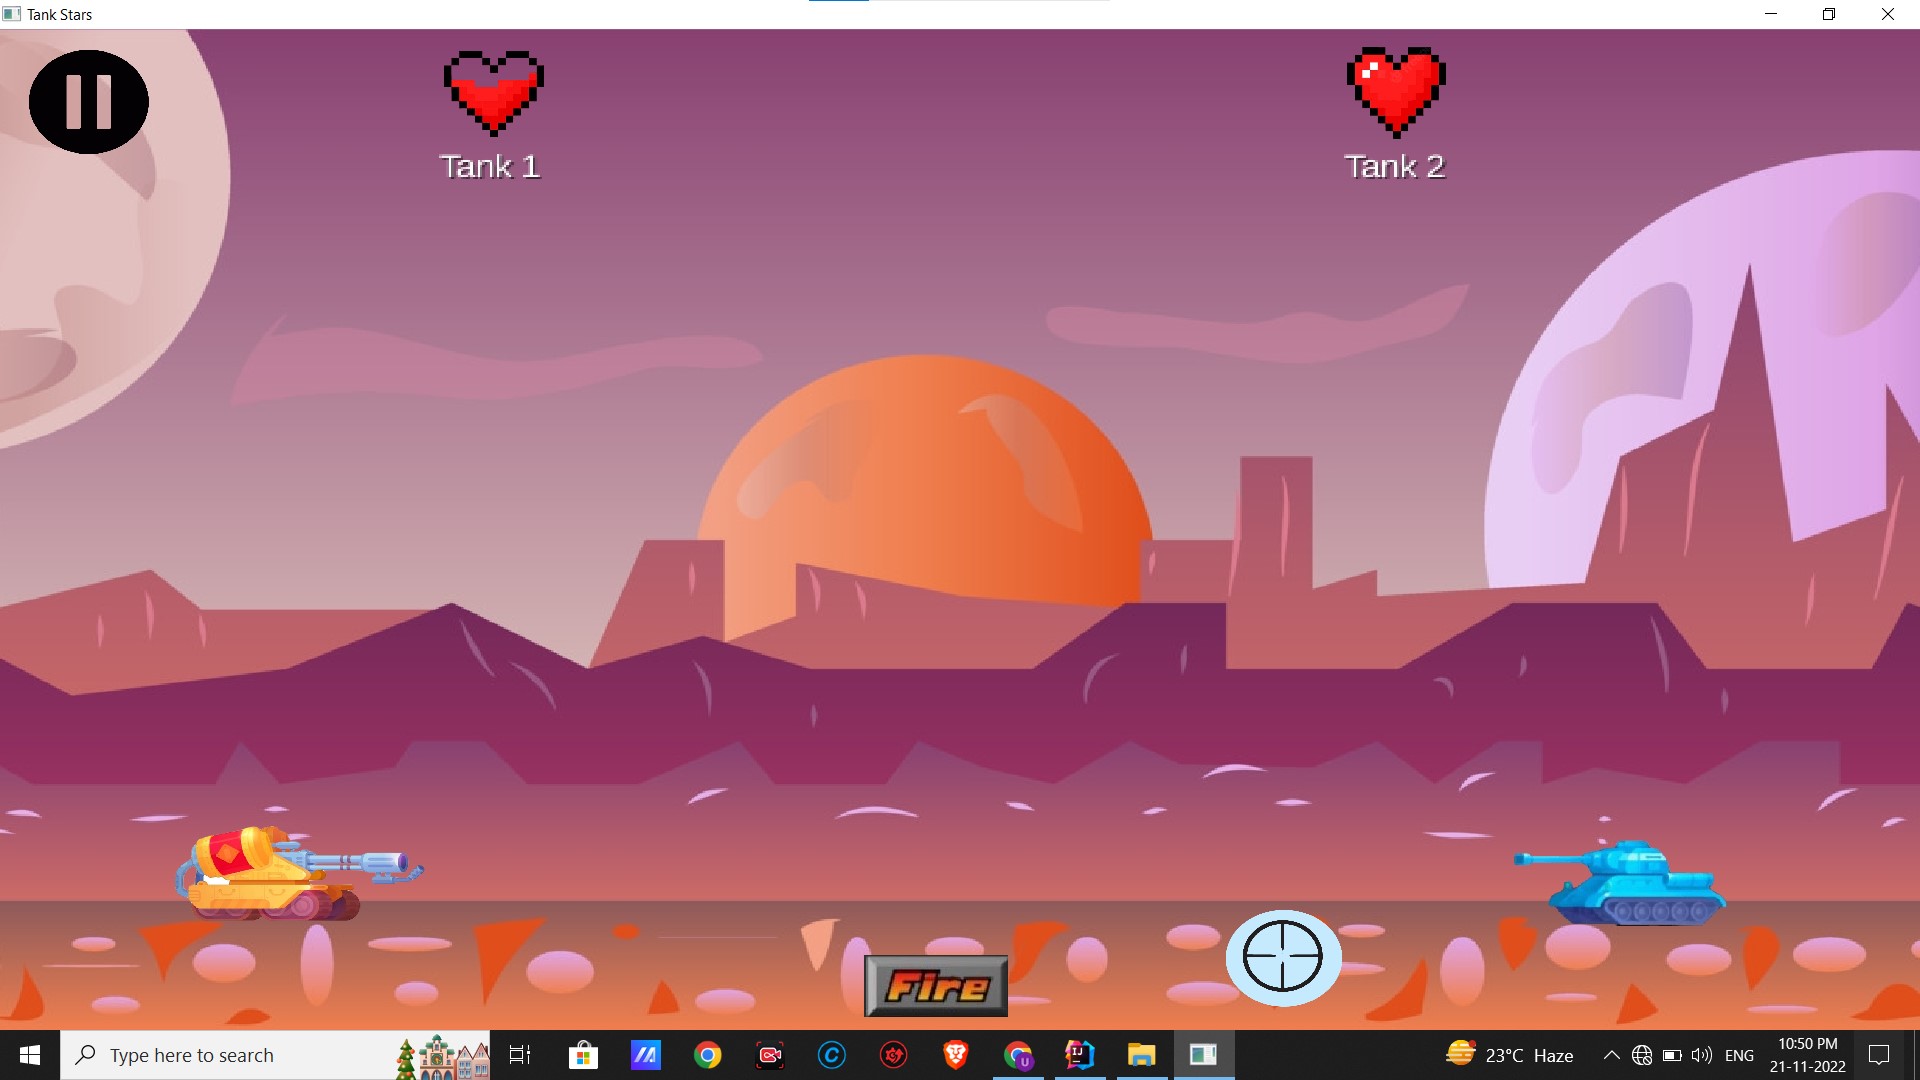 Tank Stars
Tank 1
Tank 2
Fire
Type here to search
23°C Haze
ENG
10:50 PM
21-11-2022